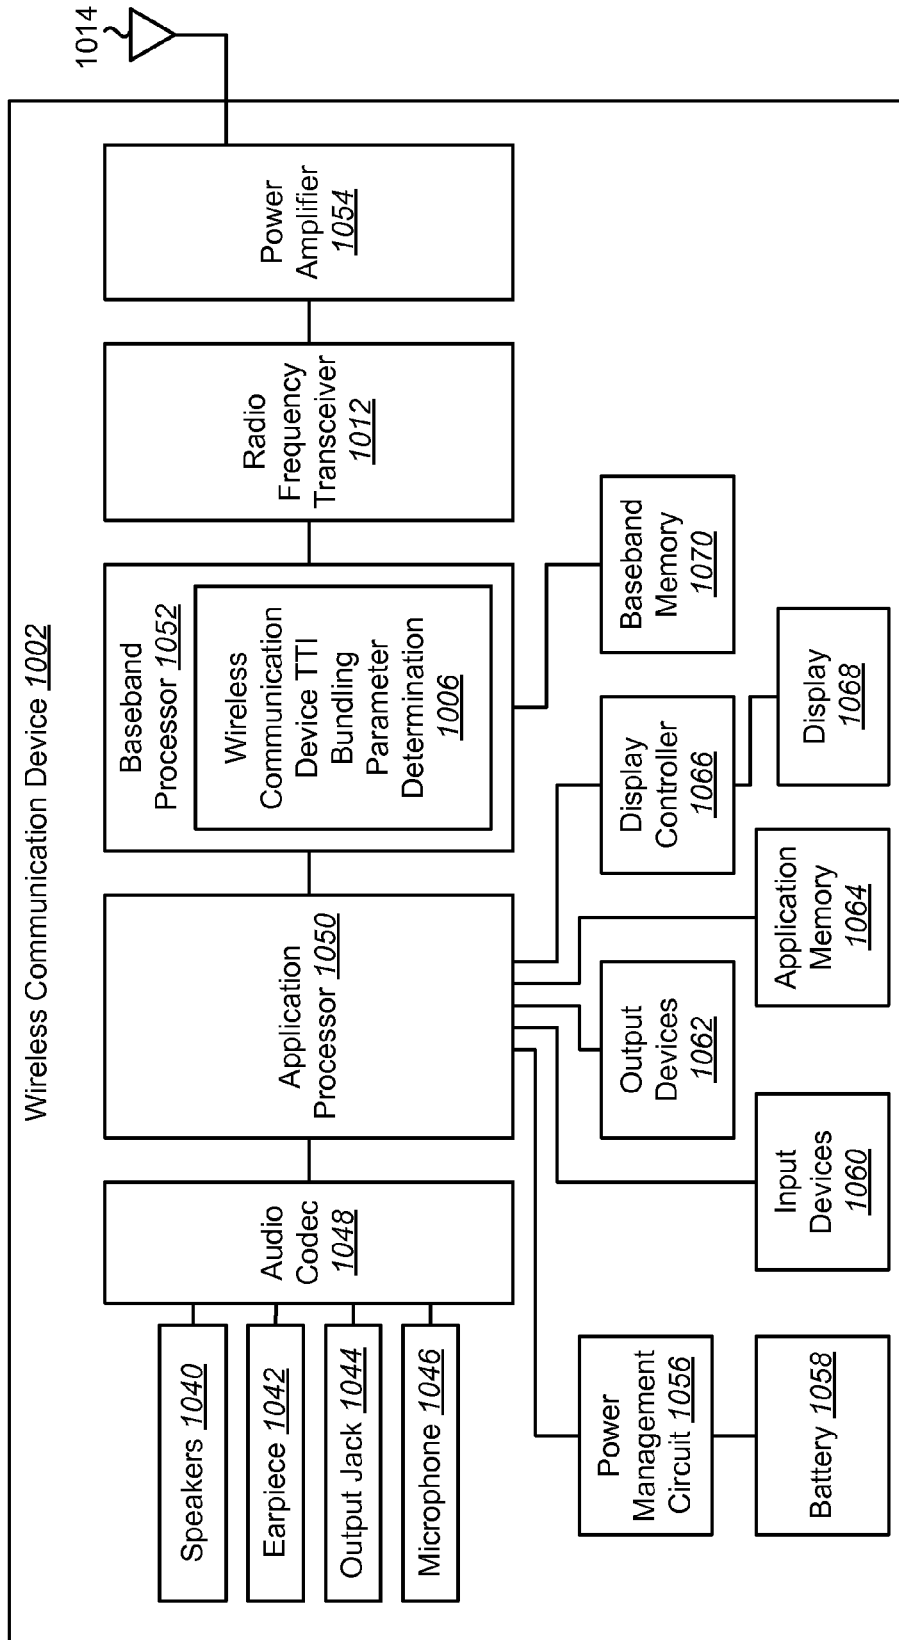 Wireless Communication Device 1002
1014
Speakers 1040
Earpiece 1042
Output Jack 1044
Microphone 1046
Audio
Codec
1048
Application
Processor 1050
Baseband
Processor 1052
Wireless
Communication
Device TTI
Bundling
Parameter
Determination
1006
Radio
Frequency
Transceiver
1012
Power
Amplifier
1054
Power
Management
Circuit 1056
Battery 1058
Input
Devices
1060
Output
Devices
1062
Application
Memory
1064
Display
Controller
1066
Display
1068
Baseband
Memory
1070